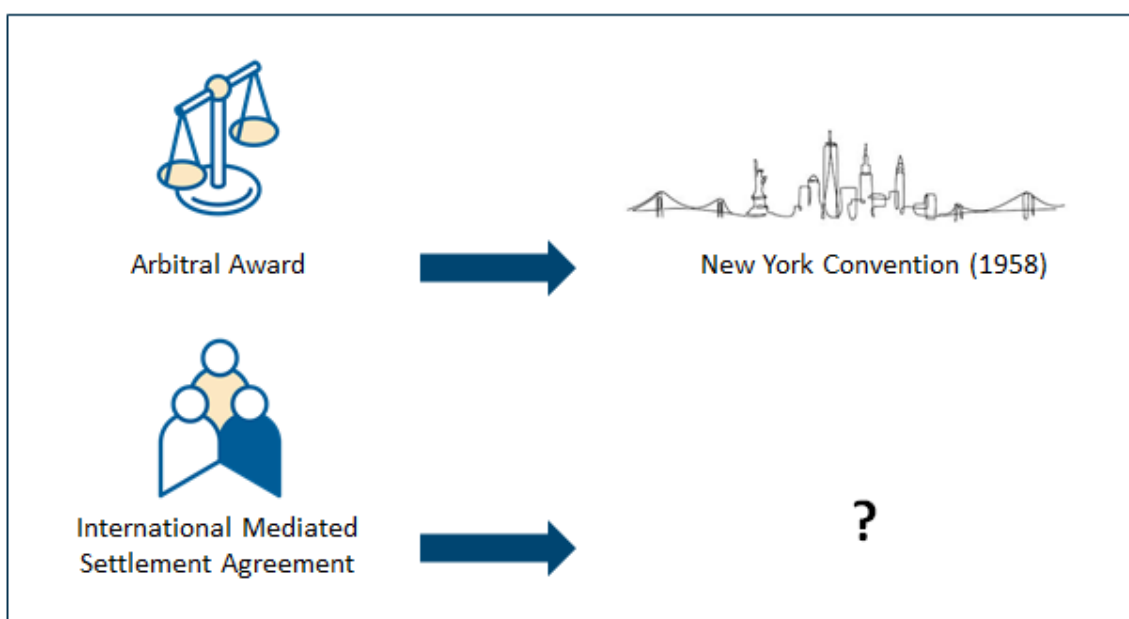 Arbitral Award
New York Convention (1958)
International Mediated
Settlement Agreement
?